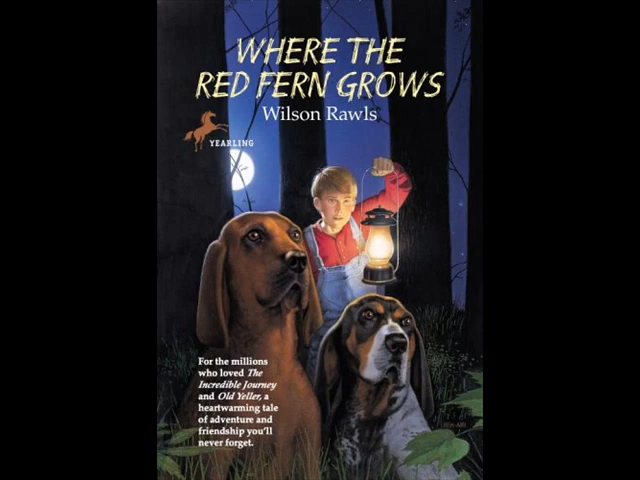 WHERE THE
RED FERN GROWS
Wilson Rawls
YEARLING
For the millions
who loved The
Incredible Journey
and Old Yeller, a
heartwarming tale
of adventure and
friendship you'll
never forget.